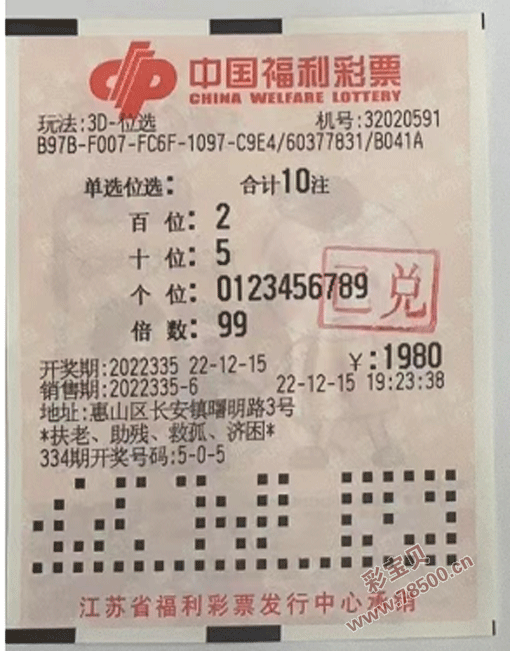 中国福利彩票
CHINA WELFARE LOTTERY
玩法:3D-位选 机号:32020591
B97B-F007-FC6F-1097-C9E4/60377831/B041A
单选位选: 合计10注
百 位: 2
十 位: 5
个 位: 0123456789
倍 数: 99
已兑
开奖期:2022335 22-12-15 ￥:1980
销售期:2022335-6 22-12-15 19:23:38
地址:惠山区长安镇曙明路3号
*扶老、助残、救孤、济困*
334期开奖号码:5-0-5
彩宝贝
www.78500.cn
江苏省福利彩票发行中心承销